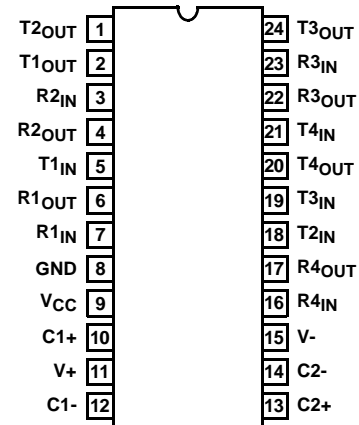 T2OUT 1 24 T3OUT
T1OUT 2 23 R3IN
R2IN 3 22 R3OUT
R2OUT 4 21 T4IN
T1IN 5 20 T4OUT
R1OUT 6 19 T3IN
R1IN 7 18 T2IN
GND 8 17 R4OUT
VCC 9 16 R4IN
C1+ 10 15 V-
V+ 11 14 C2-
C1- 12 13 C2+